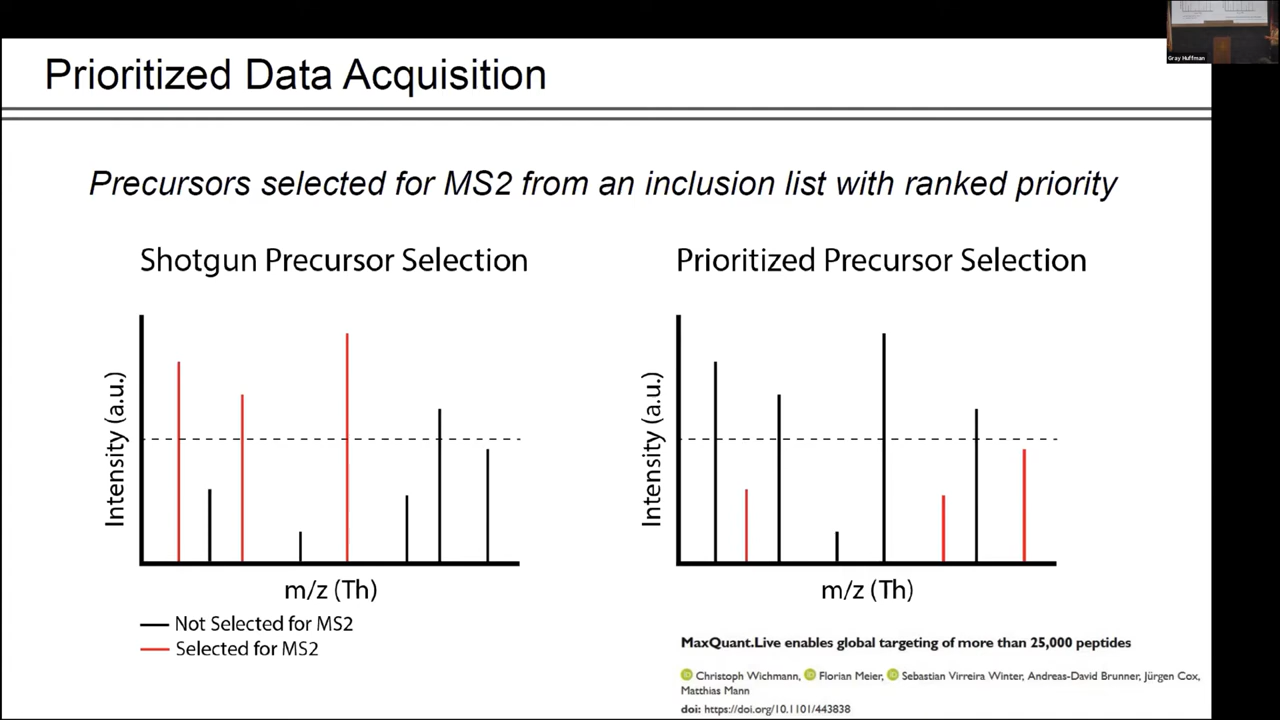 Gray Huffman
Prioritized Data Acquisition
Precursors selected for MS2 from an inclusion list with ranked priority
Shotgun Precursor Selection
Intensity (a.u.)
m/z (Th)
Not Selected for MS2
Selected for MS2
Prioritized Precursor Selection
Intensity (a.u.)
m/z (Th)
MaxQuant.Live enables global targeting of more than 25,000 peptides
Christoph Wichmann, Florian Meier, Sebastian Virreira Winter, Andreas-David Brunner, Jürgen Cox,
Matthias Mann
doi: https://doi.org/10.1101/443838